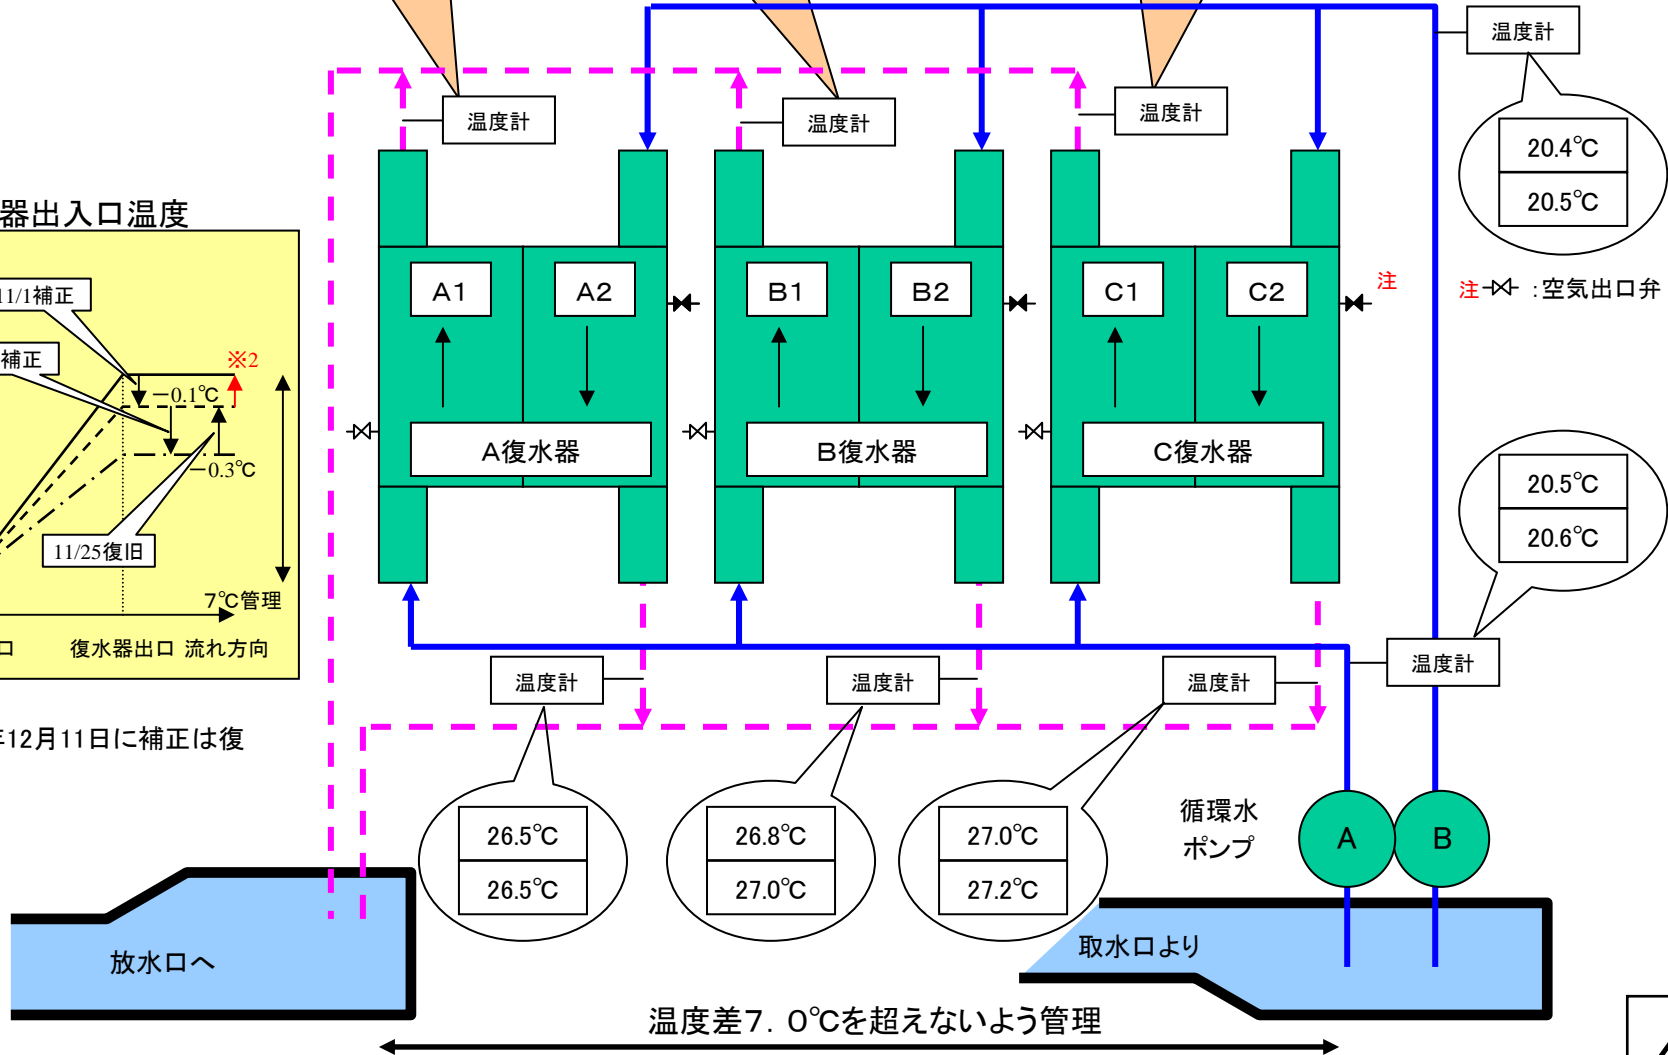 温度計
温度計
温度計
温度計
20.4℃
20.5℃
器出入口温度
11/1補正
補正
※2
－0.1℃
－0.3℃
11/25復旧
7℃管理
口
復水器出口
流れ方向
A1
A2
B1
B2
C1
C2
注
注 ：空気出口弁
A復水器
B復水器
C復水器
20.5℃
20.6℃
温度計
温度計
温度計
温度計
年12月11日に補正は復
26.5℃
26.5℃
26.8℃
27.0℃
27.0℃
27.2℃
循環水
ポンプ
A
B
放水口へ
取水口より
温度差7．0℃を超えないよう管理